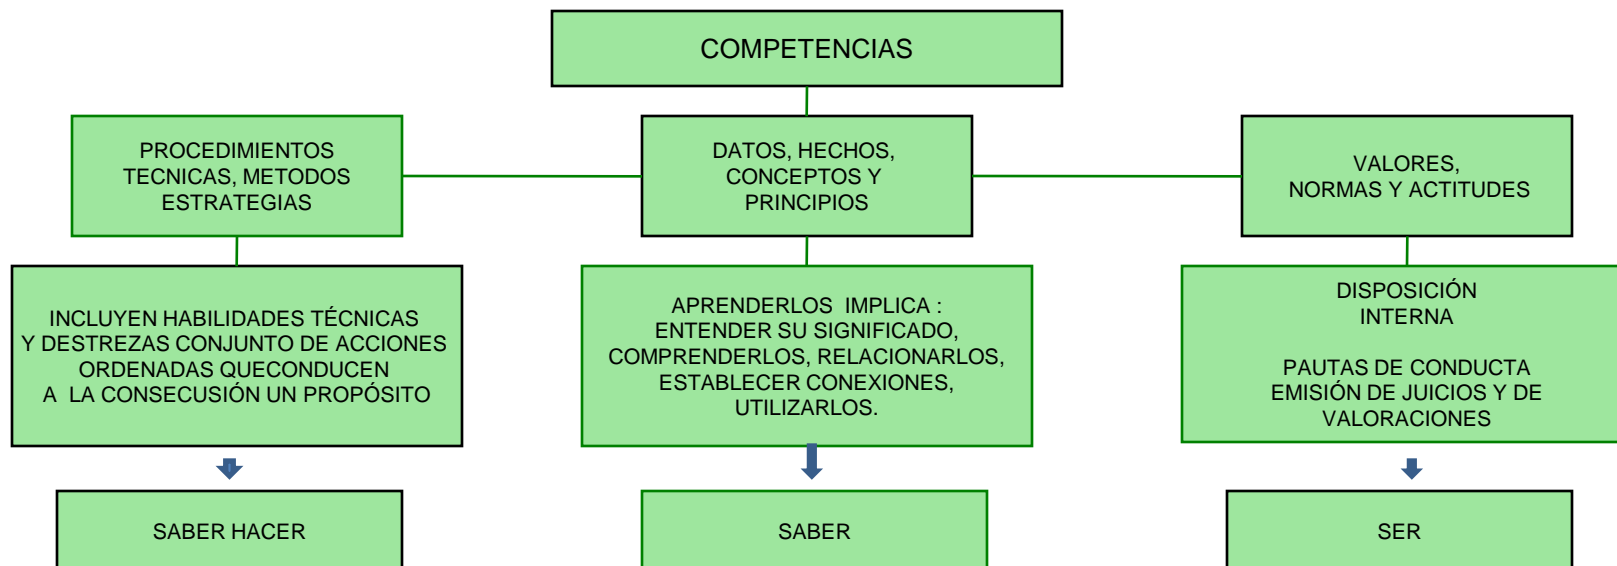 COMPETENCIAS
PROCEDIMIENTOS
TECNICAS, METODOS
ESTRATEGIAS
DATOS, HECHOS,
CONCEPTOS Y
PRINCIPIOS
VALORES,
NORMAS Y ACTITUDES
INCLUYEN HABILIDADES TÉCNICAS
Y DESTREZAS CONJUNTO DE ACCIONES
ORDENADAS QUECONDUCEN
A LA CONSECUSIÓN UN PROPÓSITO
APRENDERLOS IMPLICA :
ENTENDER SU SIGNIFICADO,
COMPRENDERLOS, RELACIONARLOS,
ESTABLECER CONEXIONES,
UTILIZARLOS.
DISPOSICIÓN
INTERNA
PAUTAS DE CONDUCTA
EMISIÓN DE JUICIOS Y DE
VALORACIONES
SABER HACER
SABER
SER